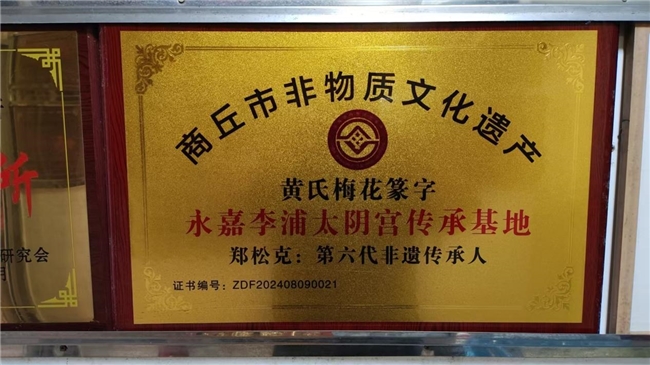 商丘市非物质文化遗产
黄氏梅花篆字
永嘉李浦太阴宫传承基地
郑松克：第六代非遗传承人
证书编号：ZDF202408090021
所
研究会
月